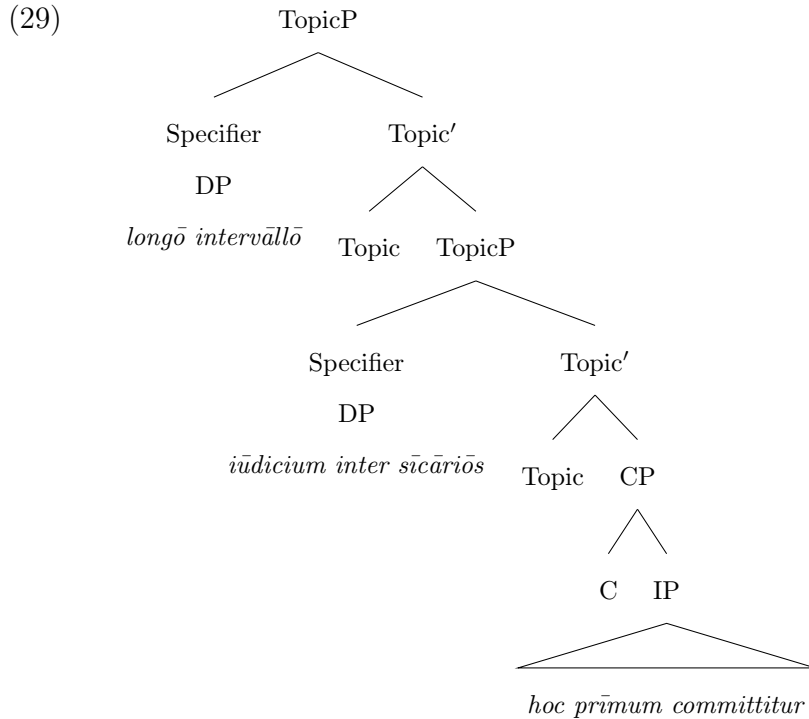 (29)
TopicP
Specifier Topic′
DP
longō intervāllō
Topic TopicP
Specifier Topic′
DP
iūdicium inter sīcāriōs
Topic CP
C IP
hoc prīmum committitur